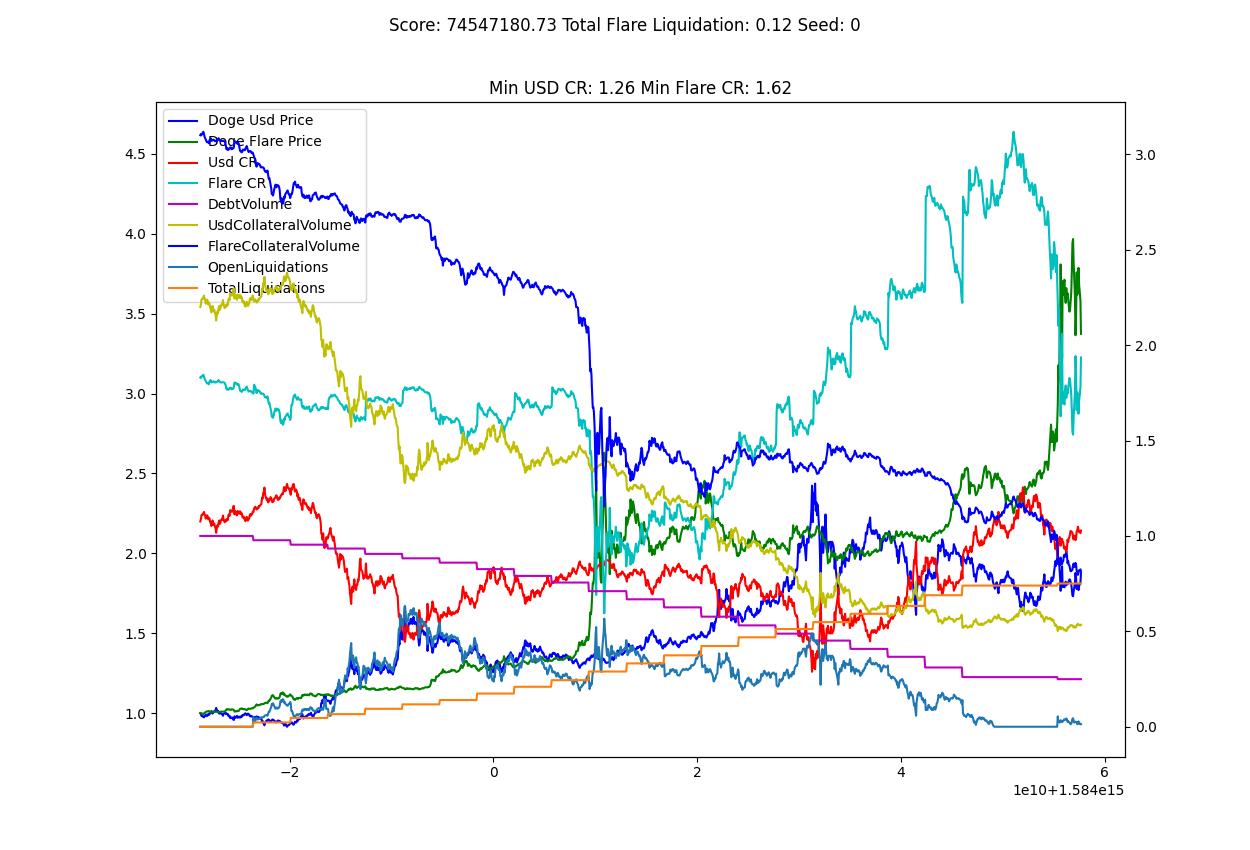 Score: 74547180.73 Total Flare Liquidation: 0.12 Seed: 0
Min USD CR: 1.26 Min Flare CR: 1.62
Doge Usd Price
Doge Flare Price
Usd CR
Flare CR
DebtVolume
UsdCollateralVolume
FlareCollateralVolume
OpenLiquidations
TotalLiquidations
4.5
4.0
3.5
3.0
2.5
2.0
1.5
1.0
3.0
2.5
2.0
1.5
1.0
0.5
0.0
−2 0 2 4 6
1e10+1.584e15